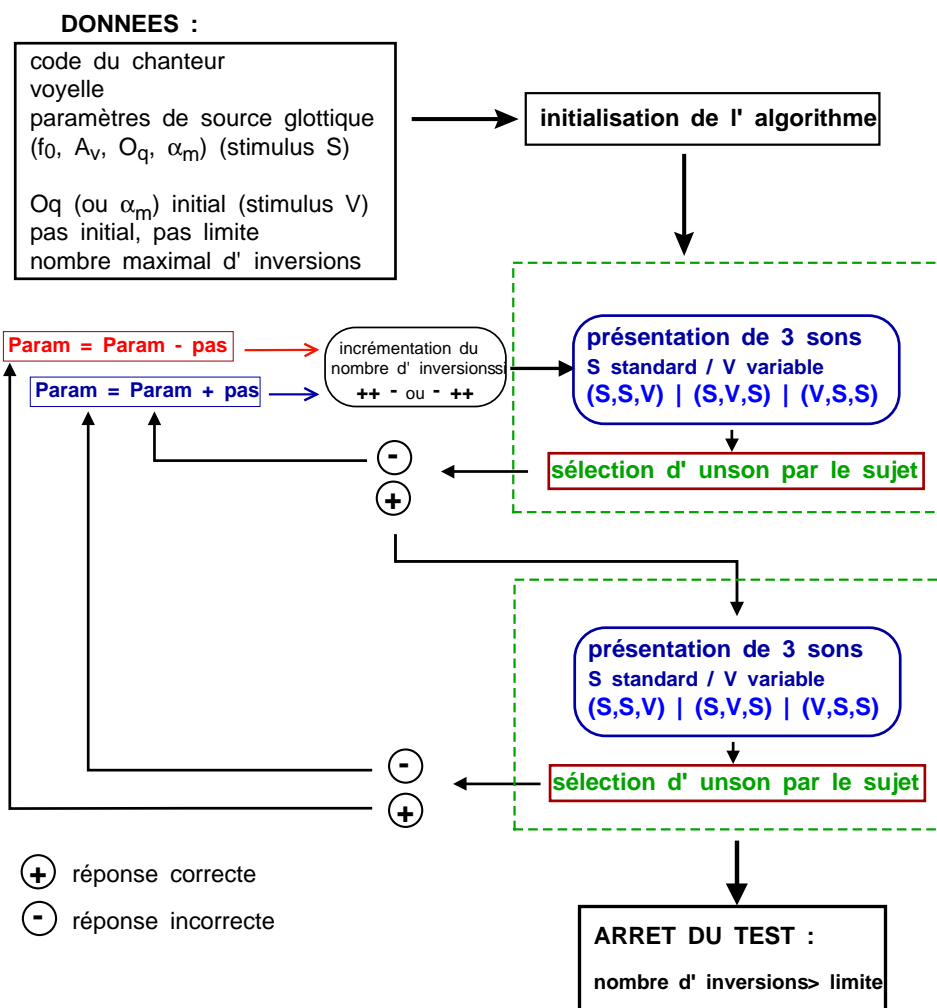 DONNEES :
code du chanteur
voyelle
paramètres de source glottique
(f0, Av, Oq, αm) (stimulus S)
Oq (ou αm) initial (stimulus V)
pas initial, pas limite
nombre maximal d' inversions
initialisation de l' algorithme
Param = Param - pas
Param = Param + pas
incrémentation du
nombre d' inversionssi
++ - ou - ++
présentation de 3 sons
S standard / V variable
(S,S,V) | (S,V,S) | (V,S,S)
sélection d' unson par le sujet
-
+
présentation de 3 sons
S standard / V variable
(S,S,V) | (S,V,S) | (V,S,S)
sélection d' unson par le sujet
-
+
+ réponse correcte
- réponse incorrecte
ARRET DU TEST :
nombre d' inversions> limite